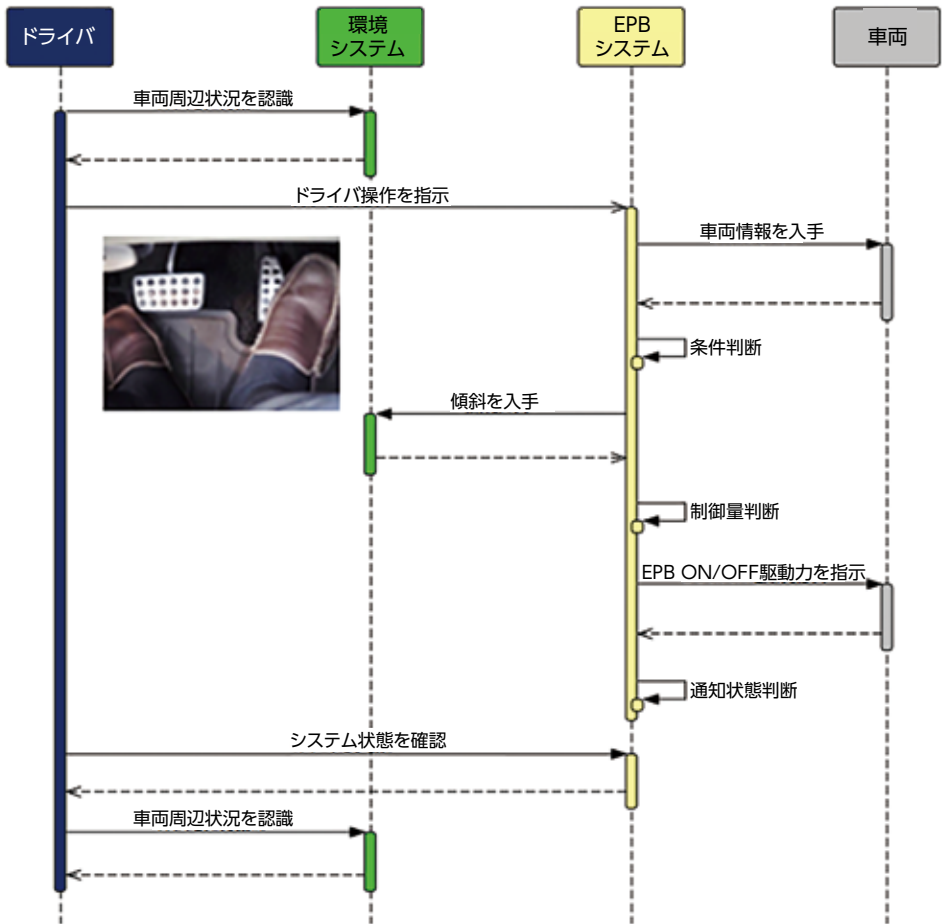 ドライバ
環境
システム
EPB
システム
車両
車両周辺状況を認識
ドライバ操作を指示
車両情報を入手
条件判断
傾斜を入手
制御量判断
EPB ON/OFF駆動力を指示
通知状態判断
システム状態を確認
車両周辺状況を認識